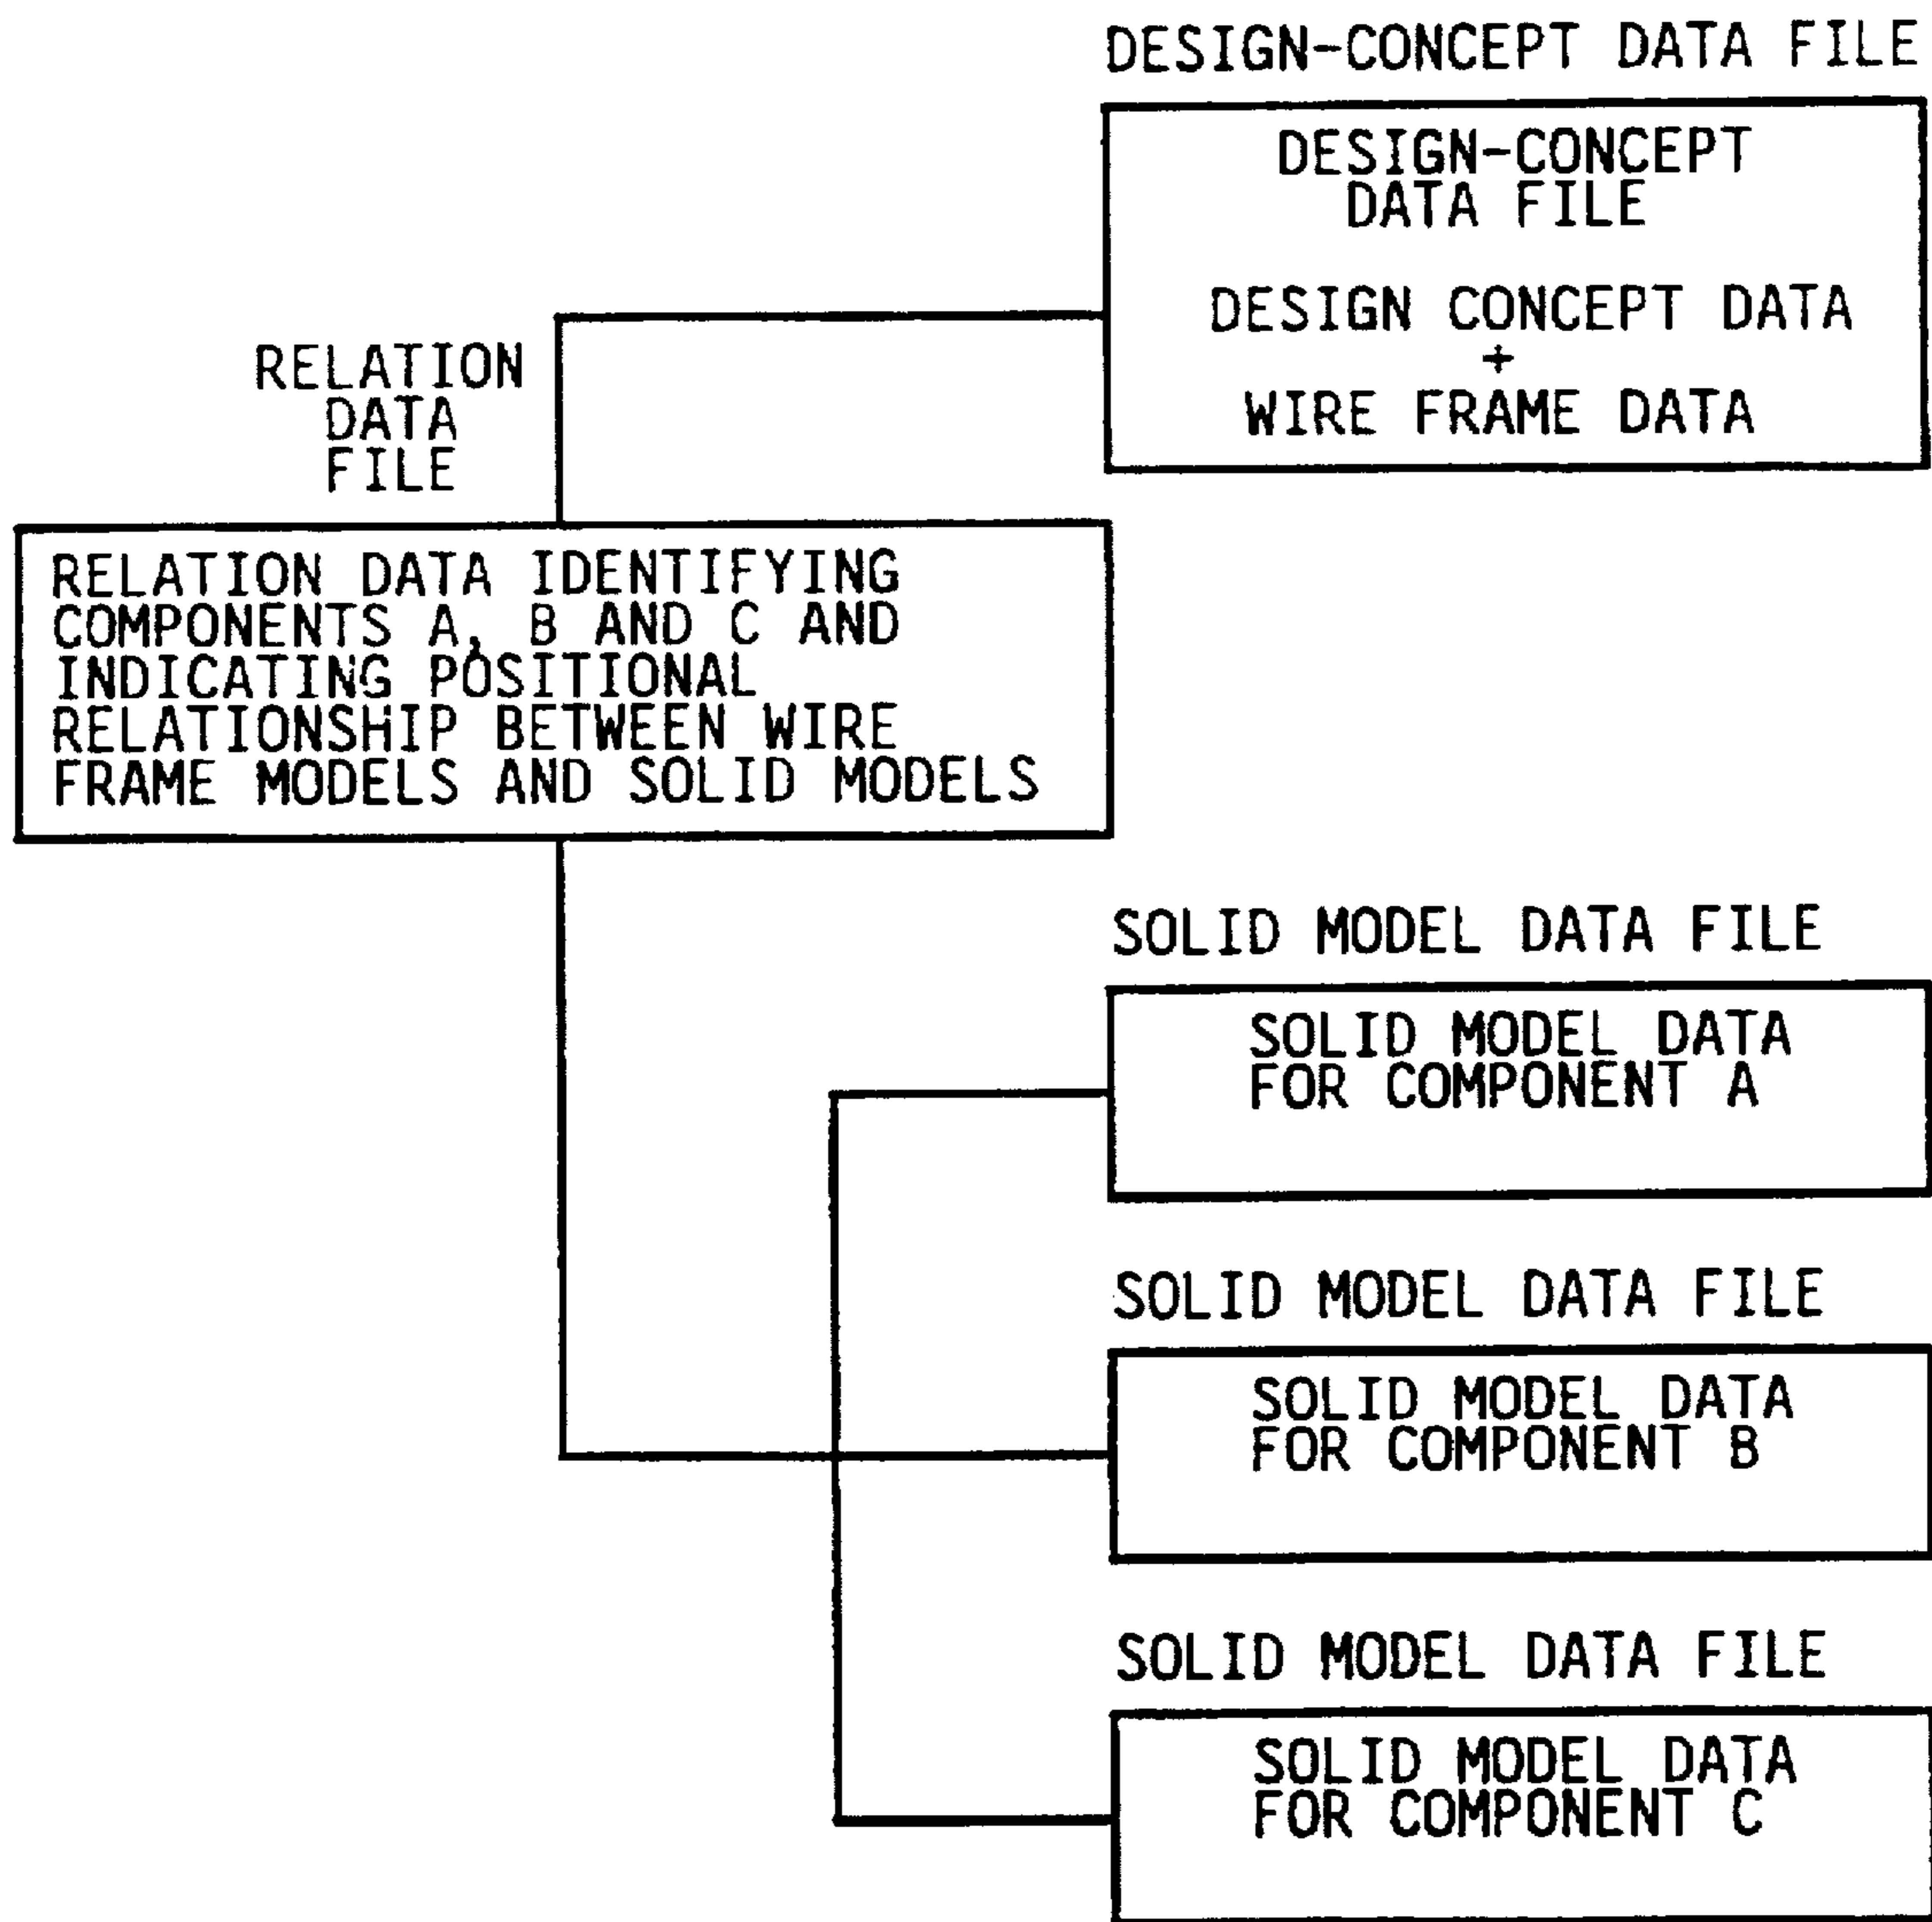 DESIGN-CONCEPT DATA FILE
DESIGN-CONCEPT
DATA FILE
DESIGN CONCEPT DATA
+
WIRE FRAME DATA
RELATION
DATA
FILE
RELATION DATA IDENTIFYING
COMPONENTS A, B AND C AND
INDICATING POSITIONAL
RELATIONSHIP BETWEEN WIRE
FRAME MODELS AND SOLID MODELS
SOLID MODEL DATA FILE
SOLID MODEL DATA
FOR COMPONENT A
SOLID MODEL DATA FILE
SOLID MODEL DATA
FOR COMPONENT B
SOLID MODEL DATA FILE
SOLID MODEL DATA
FOR COMPONENT C